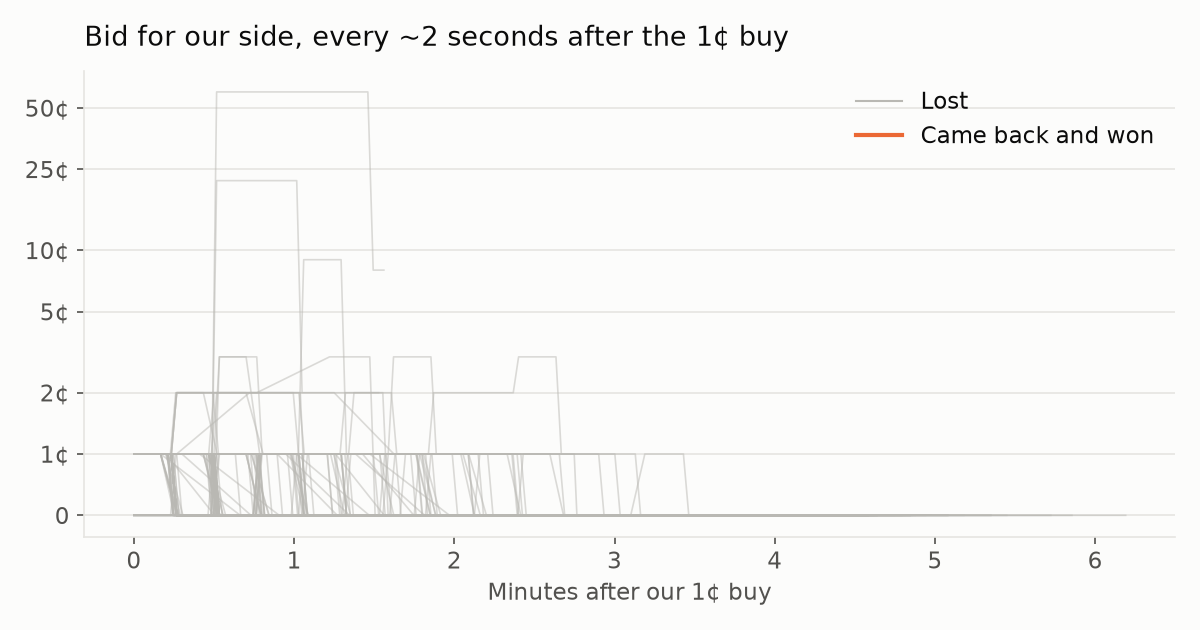 Bid for our side, every ~2 seconds after the 1¢ buy
Lost
Came back and won
50¢
25¢
10¢
5¢
2¢
1¢
0
0 1 2 3 4 5 6
Minutes after our 1¢ buy